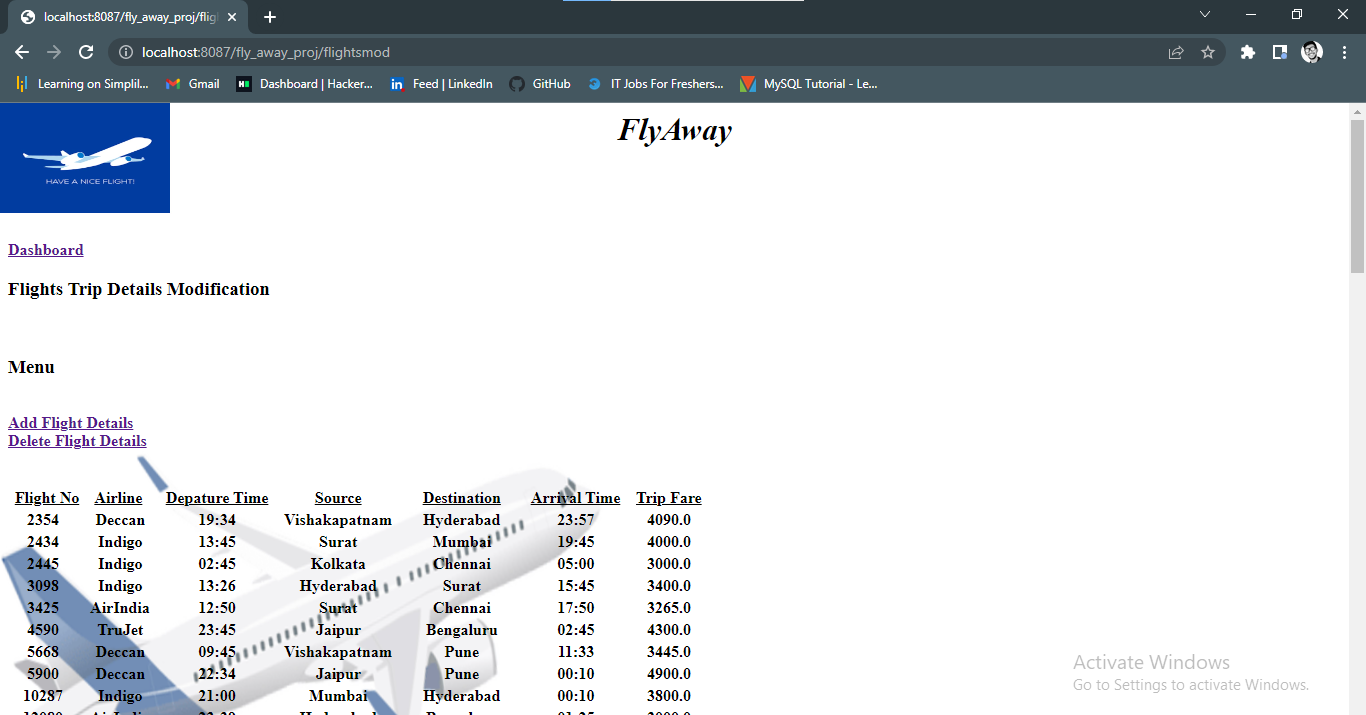 localhost:8087/fly_away_proj/flig
localhost:8087/fly_away_proj/flightsmod
Learning on Simplil... Gmail Dashboard | Hacker... Feed | LinkedIn GitHub IT Jobs For Freshers... MySQL Tutorial - Le...
FlyAway
HAVE A NICE FLIGHT!
Dashboard
Flights Trip Details Modification
Menu
Add Flight Details
Delete Flight Details
Flight No Airline Depature Time Source Destination Arrival Time Trip Fare
2354 Deccan 19:34 Vishakapatnam Hyderabad 23:57 4090.0
2434 Indigo 13:45 Surat Mumbai 19:45 4000.0
2445 Indigo 02:45 Kolkata Chennai 05:00 3000.0
3098 Indigo 13:26 Hyderabad Surat 15:45 3400.0
3425 AirIndia 12:50 Surat Chennai 17:50 3265.0
4590 TruJet 23:45 Jaipur Bengaluru 02:45 4300.0
5668 Deccan 09:45 Vishakapatnam Pune 11:33 3445.0
5900 Deccan 22:34 Jaipur Pune 00:10 4900.0
10287 Indigo 21:00 Mumbai Hyderabad 00:10 3800.0
Activate Windows
Go to Settings to activate Windows.